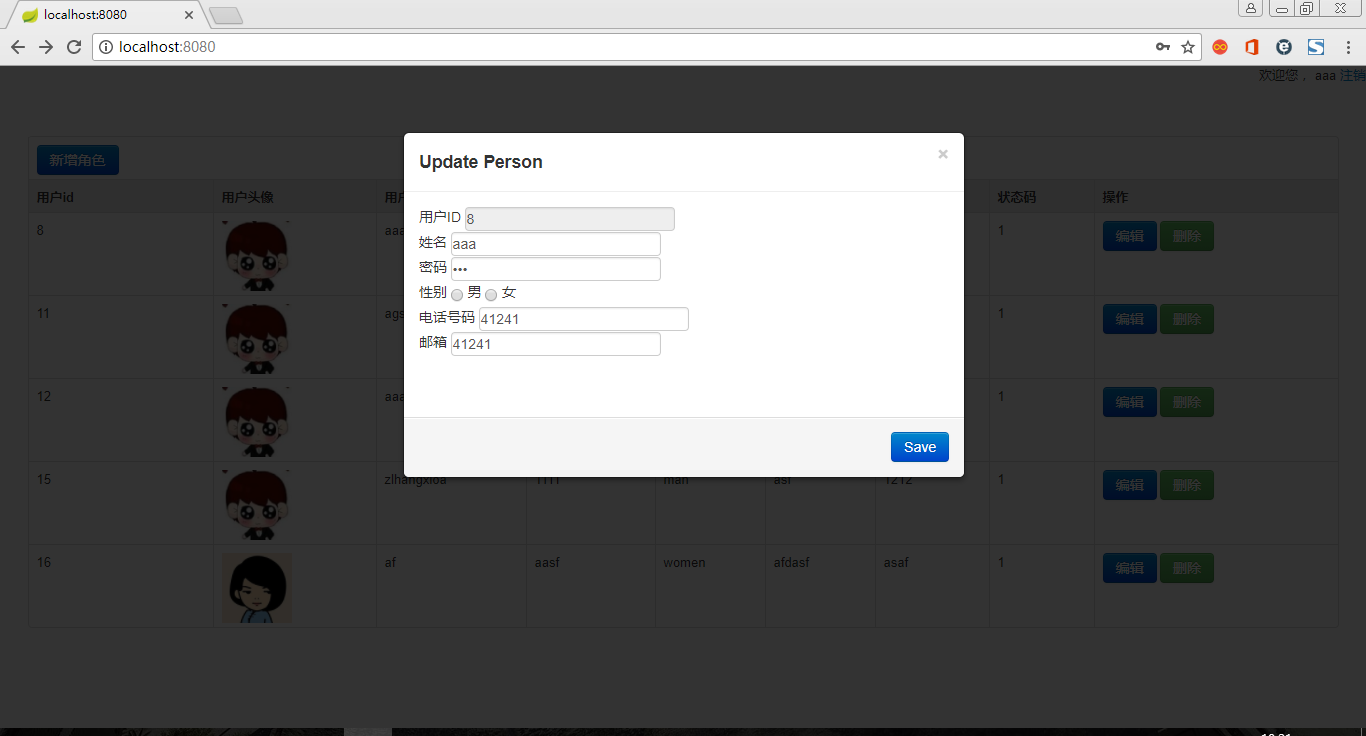 localhost:8080
localhost:8080
欢迎您， aaa 注销
新增角色
Update Person
×
用户id 用户头像 用户 状态码 操作
用户ID 8
姓名 aaa
密码 •••
性别 男 女
电话号码 41241
邮箱 41241
Save
8 aaa 1 编辑 删除
11 ags 1 编辑 删除
12 aaa 1 编辑 删除
15 zlhangxioa 1111 man asr 1212 1 编辑 删除
16 af aasf women afdasf asaf 1 编辑 删除